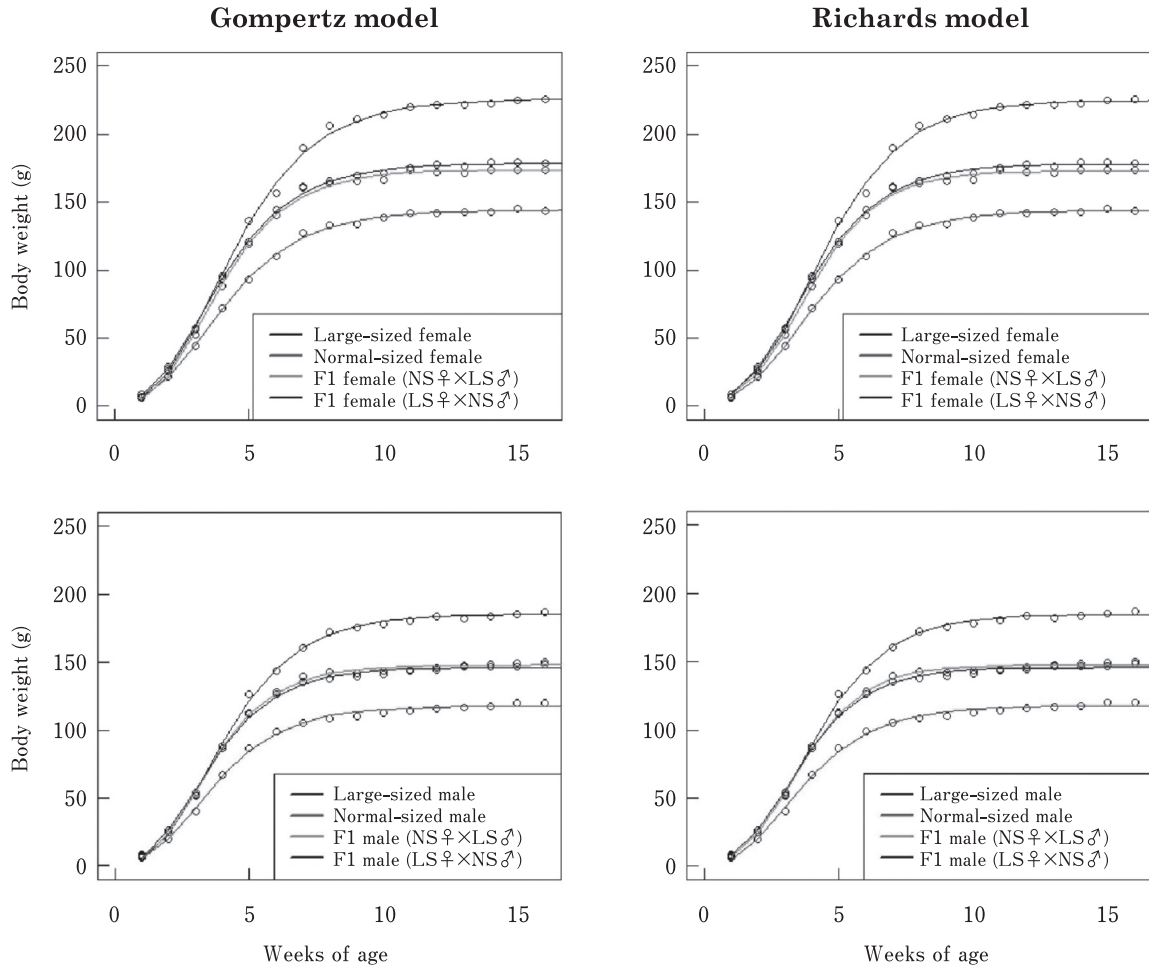 Gompertz model
Richards model
Body weight (g)
250
200
150
100
50
0
Large-sized female
Normal-sized female
F1 female (NS♀×LS♂)
F1 female (LS♀×NS♂)
0 5 10 15
250
200
150
100
50
0
Large-sized female
Normal-sized female
F1 female (NS♀×LS♂)
F1 female (LS♀×NS♂)
0 5 10 15
Body weight (g)
250
200
150
100
50
0
Large-sized male
Normal-sized male
F1 male (NS♀×LS♂)
F1 male (LS♀×NS♂)
0 5 10 15
Weeks of age
250
200
150
100
50
0
Large-sized male
Normal-sized male
F1 male (NS♀×LS♂)
F1 male (LS♀×NS♂)
0 5 10 15
Weeks of age